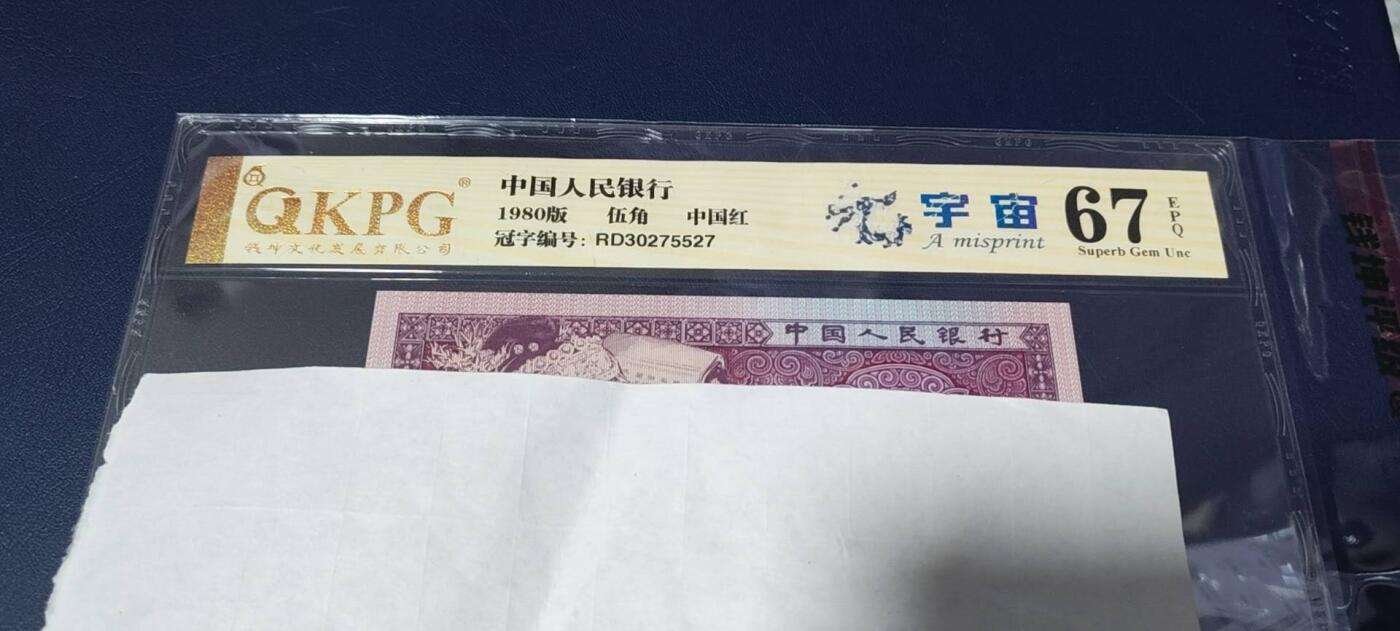 QKPG®
钱坤文化发展有限公司
中国人民银行
1980版 伍角 中国红
冠字编号: RD30275527
宇宙
A misprint
67
EPQ
Superb Gem Unc
中国人民银行